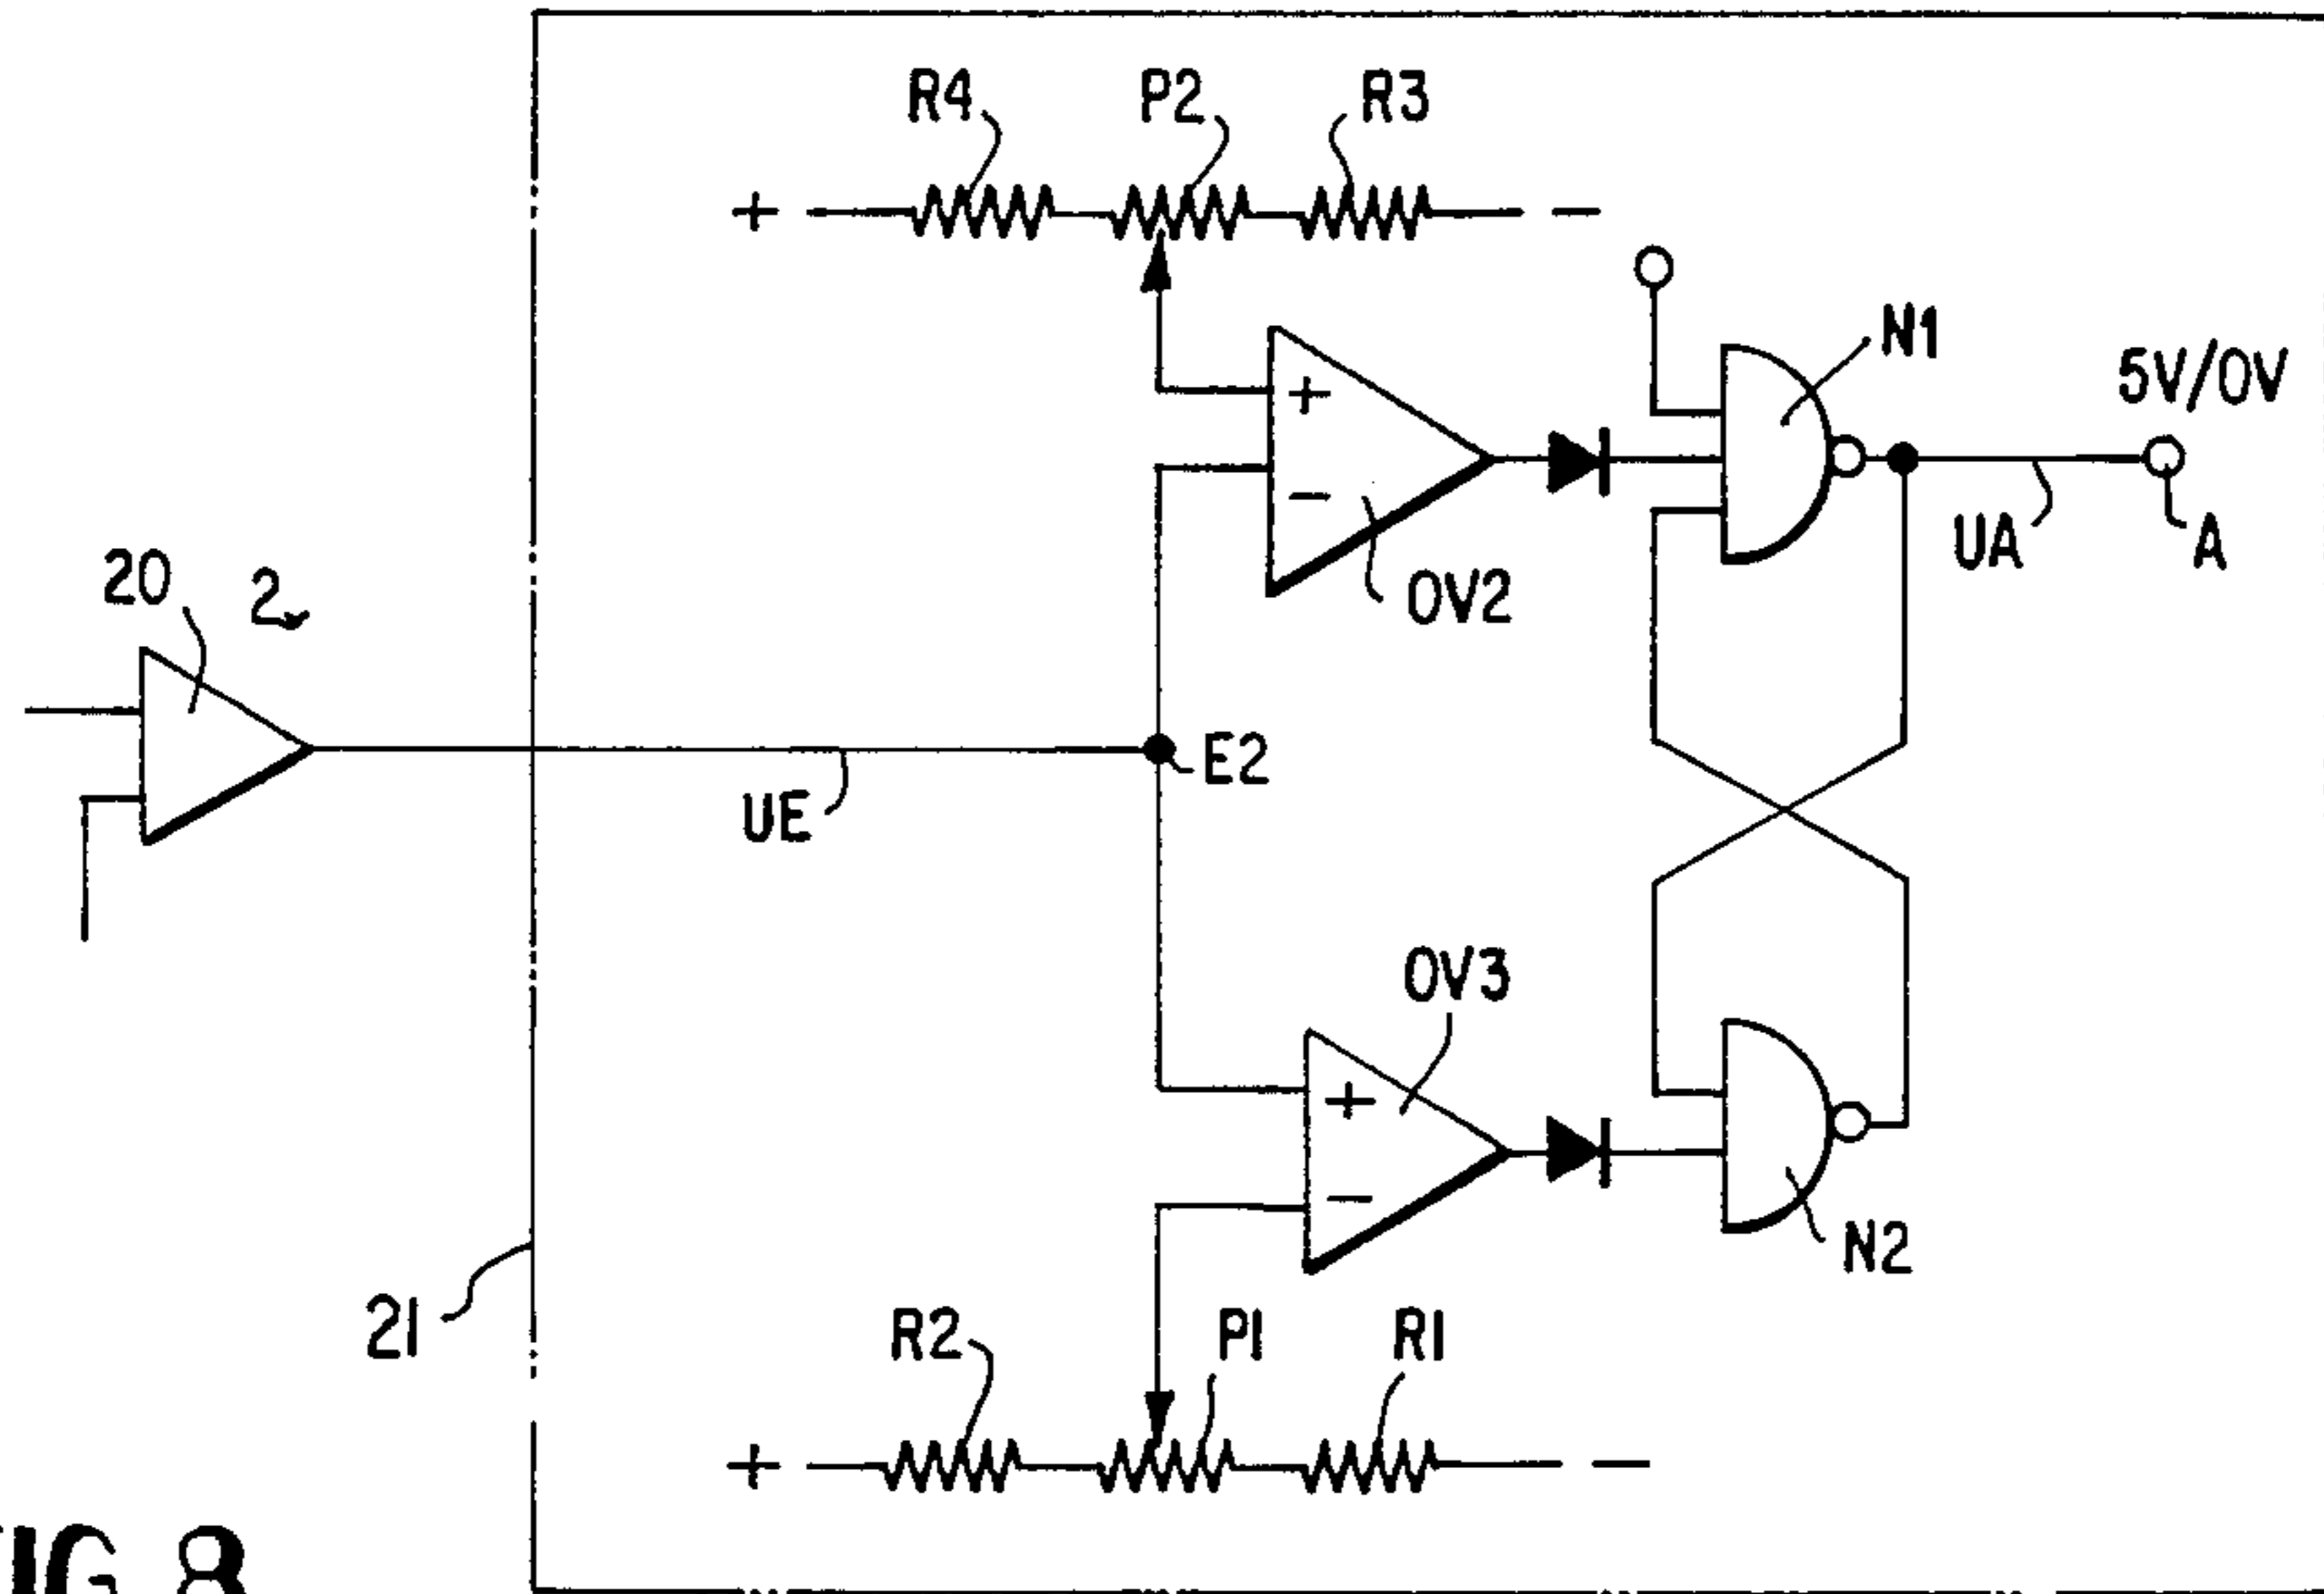 R4 P2 R3
+ −
N1
5V/0V
+
−
UA A
OV2
20 2
E2
UE
OV3
+
−
N2
21
R2 P1 R1
+ −
FIG. 8